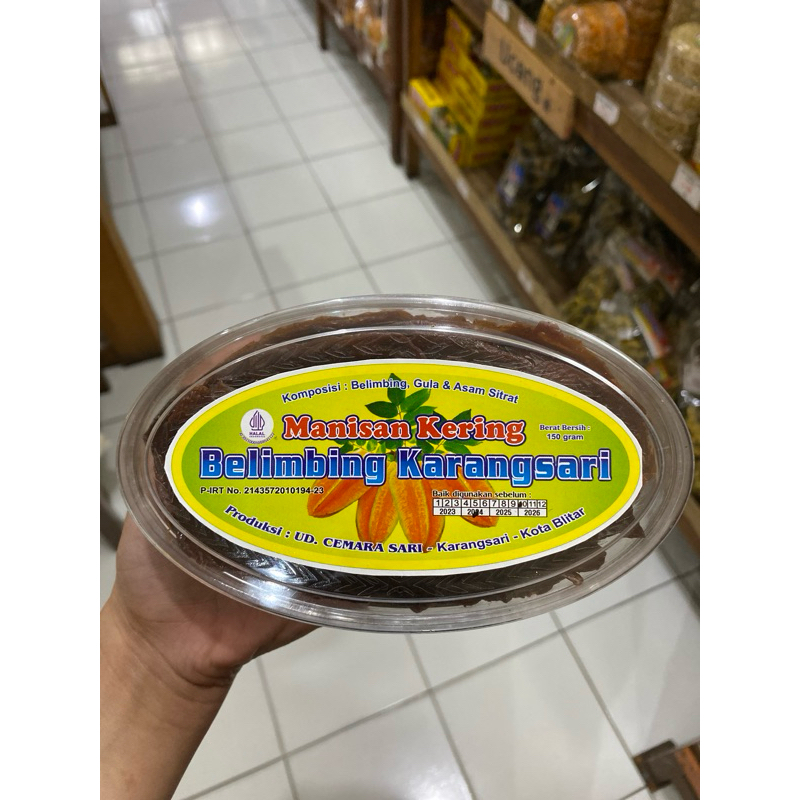 Komposisi : Belimbing, Gula & Asam Sitrat
HALAL
Manisan Kering
Berat Bersih :
150 gram
Belimbing Karangsari
P-IRT No. 2143572010194-23
Baik digunakan sebelum :
1 2 3 4 5 6 7 8 9 10 11 12
2023 2024 2025 2026
Produksi : UD. CEMARA SARI - Karangsari - Kota Blitar